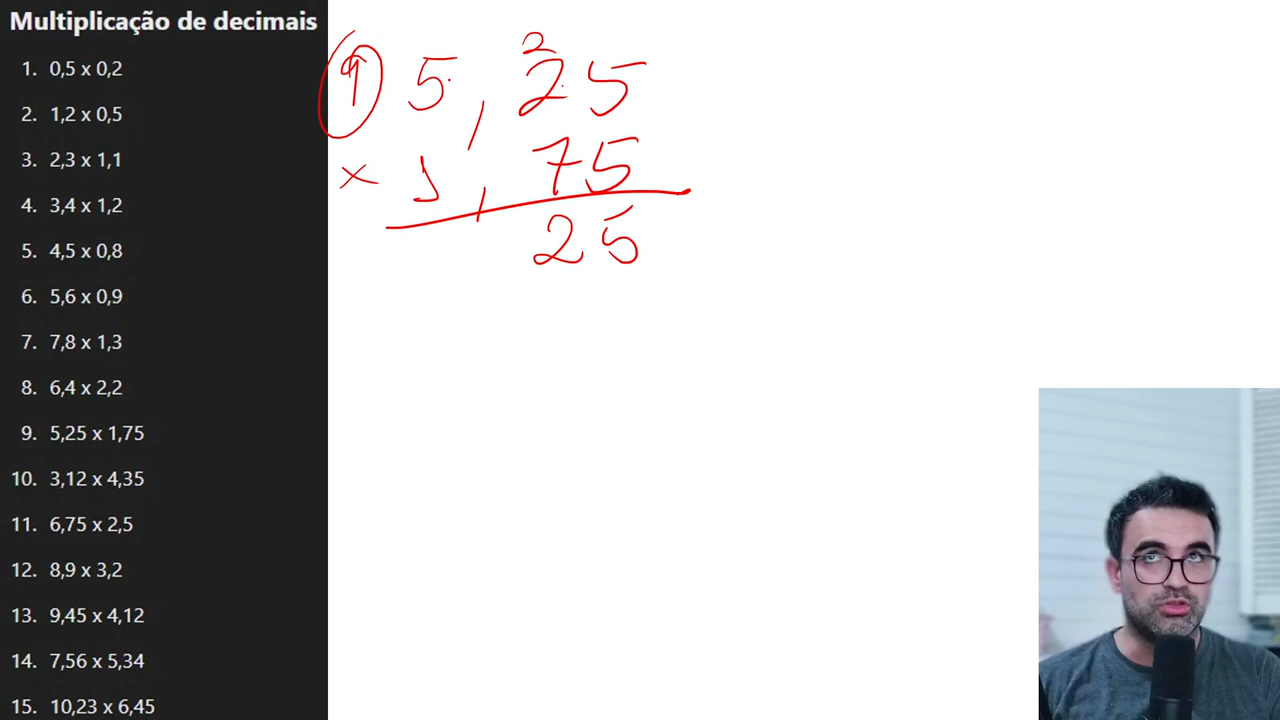 Multiplicação de decimais
1. 0,5 x 0,2
2. 1,2 x 0,5
3. 2,3 x 1,1
4. 3,4 x 1,2
5. 4,5 x 0,8
6. 5,6 x 0,9
7. 7,8 x 1,3
8. 6,4 x 2,2
9. 5,25 x 1,75
10. 3,12 x 4,35
11. 6,75 x 2,5
12. 8,9 x 3,2
13. 9,45 x 4,12
14. 7,56 x 5,34
15. 10,23 x 6,45
2
9 5,25
x 1,75
25